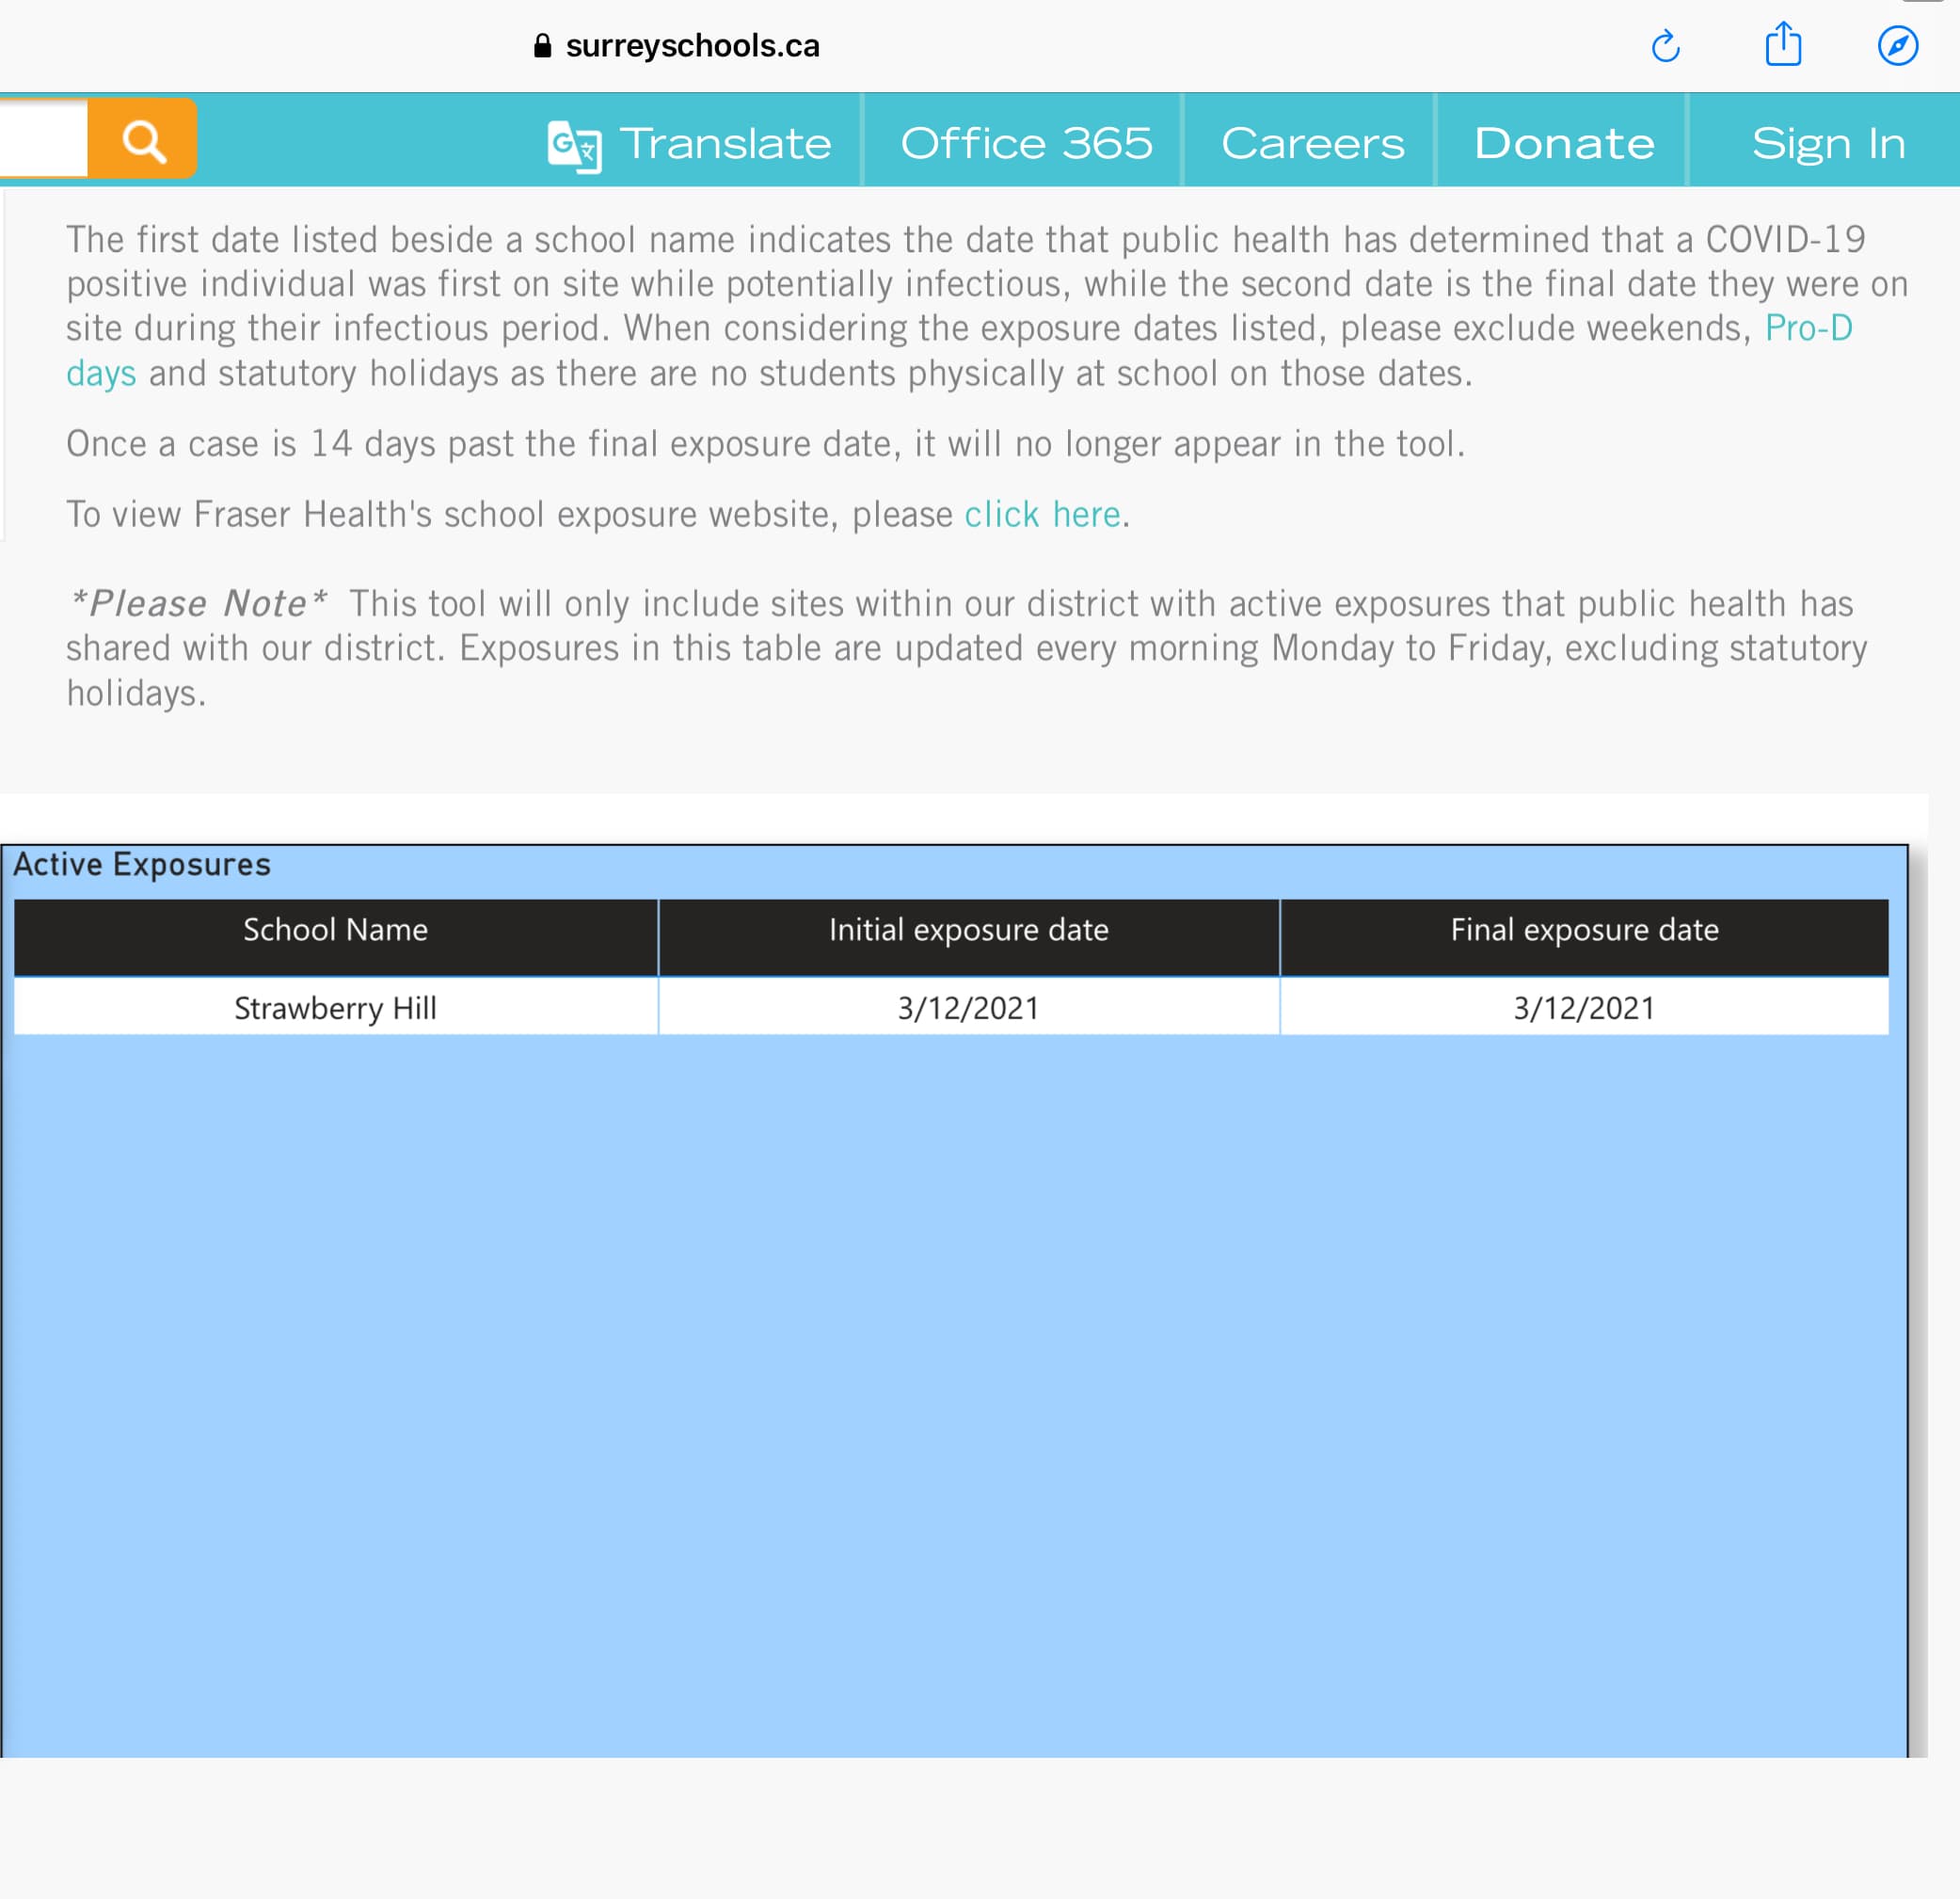 surreyschools.ca
Translate Office 365 Careers Donate Sign In
The first date listed beside a school name indicates the date that public health has determined that a COVID-19
positive individual was first on site while potentially infectious, while the second date is the final date they were on
site during their infectious period. When considering the exposure dates listed, please exclude weekends, Pro-D
days and statutory holidays as there are no students physically at school on those dates.
Once a case is 14 days past the final exposure date, it will no longer appear in the tool.
To view Fraser Health's school exposure website, please click here.
*Please Note* This tool will only include sites within our district with active exposures that public health has
shared with our district. Exposures in this table are updated every morning Monday to Friday, excluding statutory
holidays.
Active Exposures
School Name Initial exposure date Final exposure date
Strawberry Hill 3/12/2021 3/12/2021